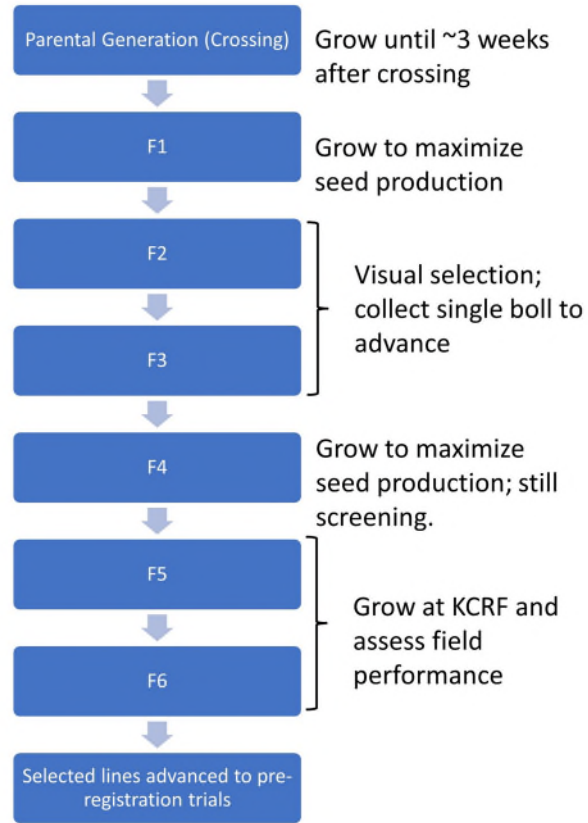 Parental Generation (Crossing)
Grow until ~3 weeks
after crossing
F1
Grow to maximize
seed production
F2
Visual selection;
collect single boll to
advance
F3
F4
Grow to maximize
seed production; still
screening.
F5
Grow at KCRF and
assess field
performance
F6
Selected lines advanced to pre-
registration trials